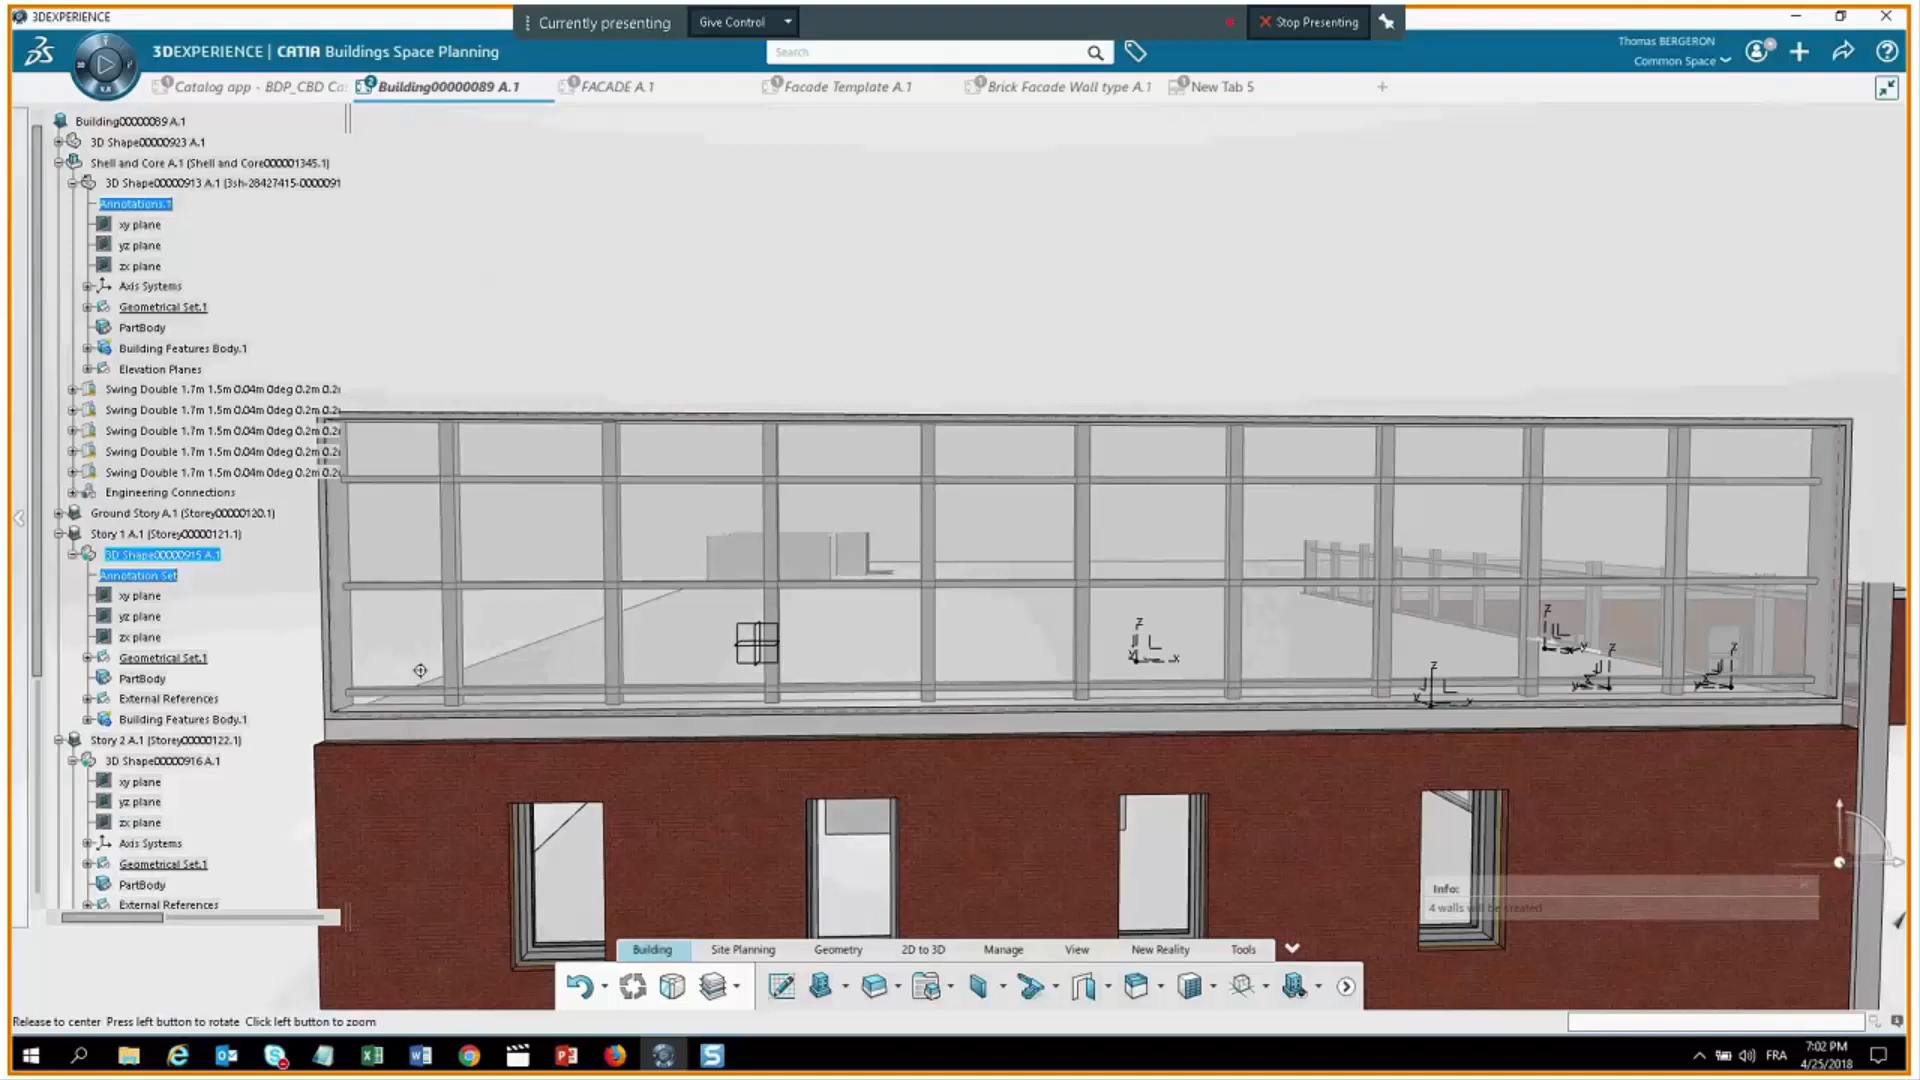 3DEXPERIENCE
Currently presenting
Give Control
Stop Presenting
3DEXPERIENCE | CATIA Buildings Space Planning
Search
Thomas BERGERON
Common Space
Catalog app - BDP_CBD Ca
Building00000089 A.1
FACADE A.1
Facade Template A.1
Brick Facade Wall type A.1
New Tab 5
Building00000089 A.1
3D Shape00000923 A.1
Shell and Core A.1 (Shell and Core000001345.1)
3D Shape00000913 A.1 (3sh-28427415-0000091
Annotations.1
xy plane
yz plane
zx plane
Axis Systems
Geometrical Set.1
PartBody
Building Features Body.1
Elevation Planes
Swing Double 1.7m 1.5m 0.04m 0deg 0.2m 0.2
Swing Double 1.7m 1.5m 0.04m 0deg 0.2m 0.2
Swing Double 1.7m 1.5m 0.04m 0deg 0.2m 0.2
Swing Double 1.7m 1.5m 0.04m 0deg 0.2m 0.2
Swing Double 1.7m 1.5m 0.04m 0deg 0.2m 0.2
Engineering Connections
Ground Story A.1 (Storey00000120.1)
Story 1 A.1 (Storey00000121.1)
3D Shape00000915 A.1
Annotation Set
xy plane
yz plane
zx plane
Geometrical Set.1
PartBody
External References
Building Features Body.1
Story 2 A.1 (Storey00000122.1)
3D Shape00000916 A.1
xy plane
yz plane
zx plane
Axis Systems
Geometrical Set.1
PartBody
External References
Info:
4 walls will be created
Building
Site Planning
Geometry
2D to 3D
Manage
View
New Reality
Tools
Release to center Press left button to rotate Click left button to zoom
FRA
7:02 PM
4/25/2018